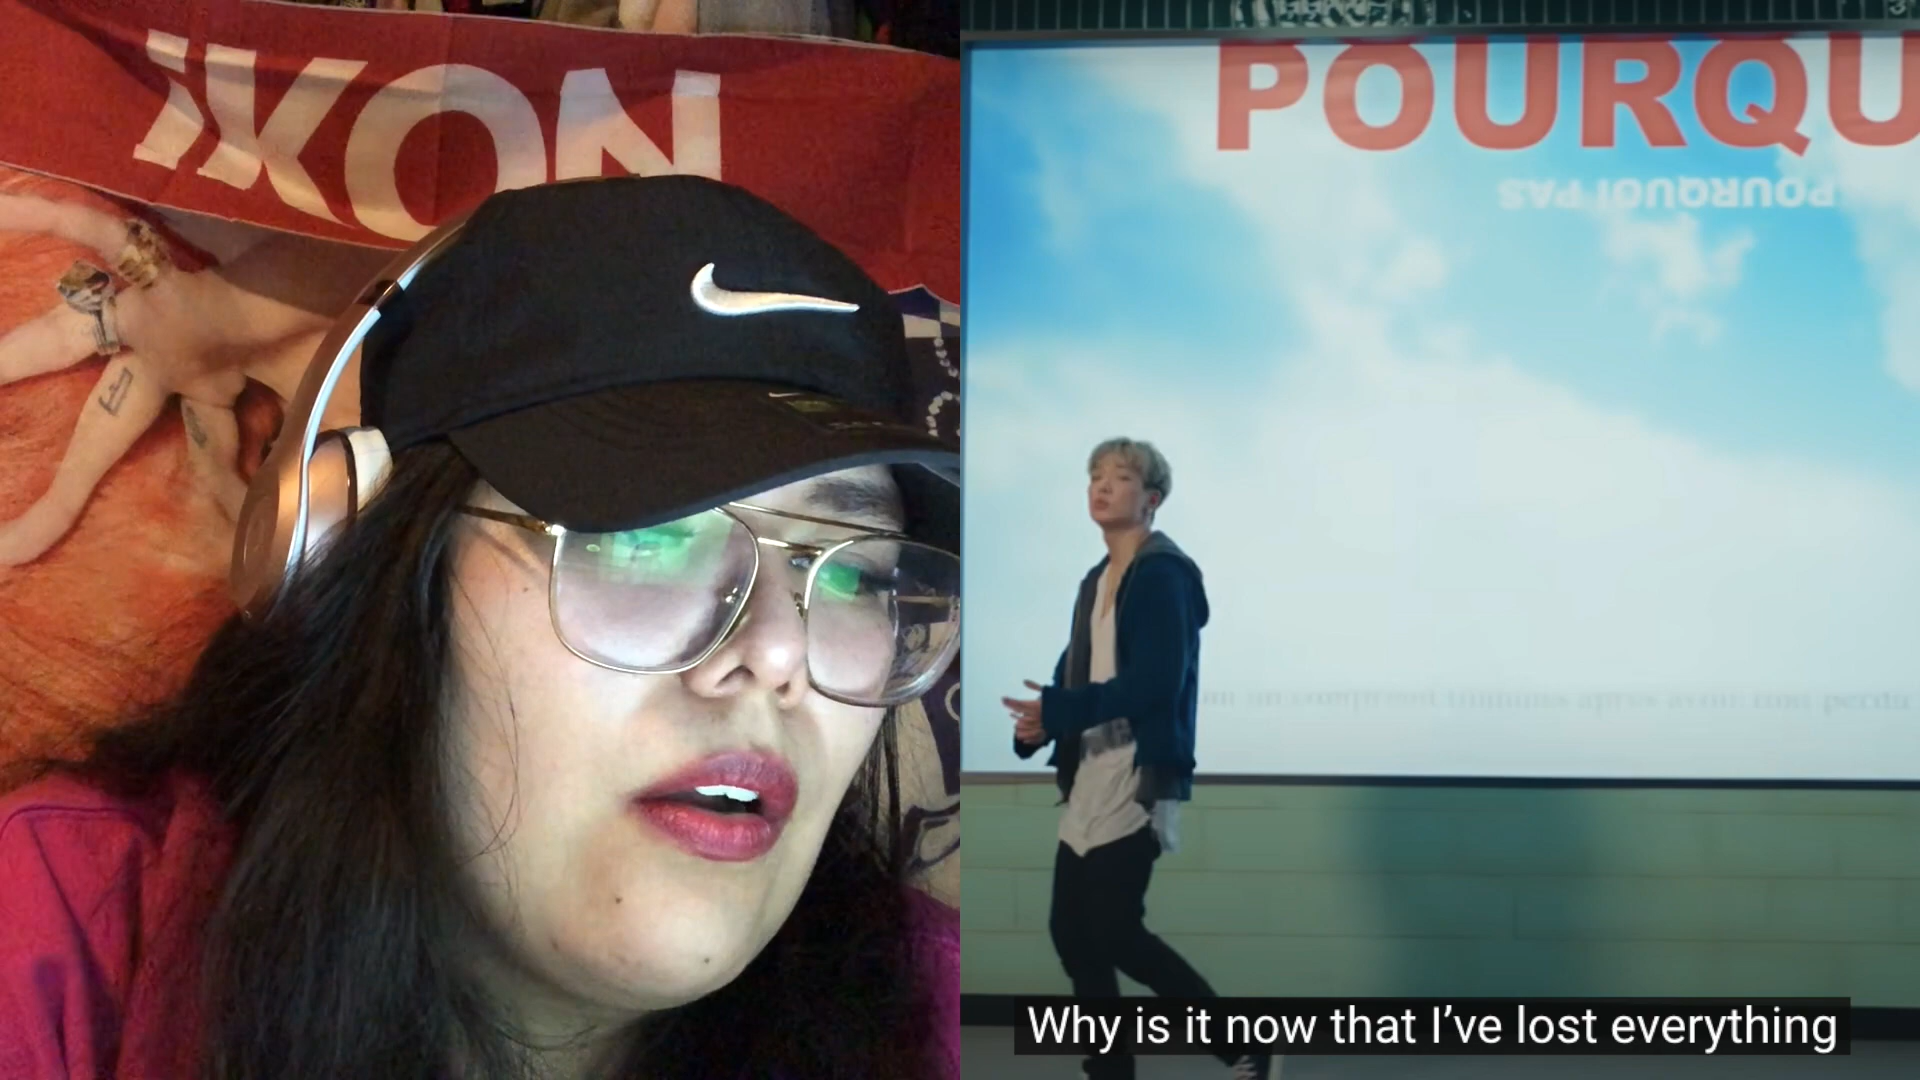 iKON
POURQU
POURQUOI PAS
Why is it now that I've lost everything